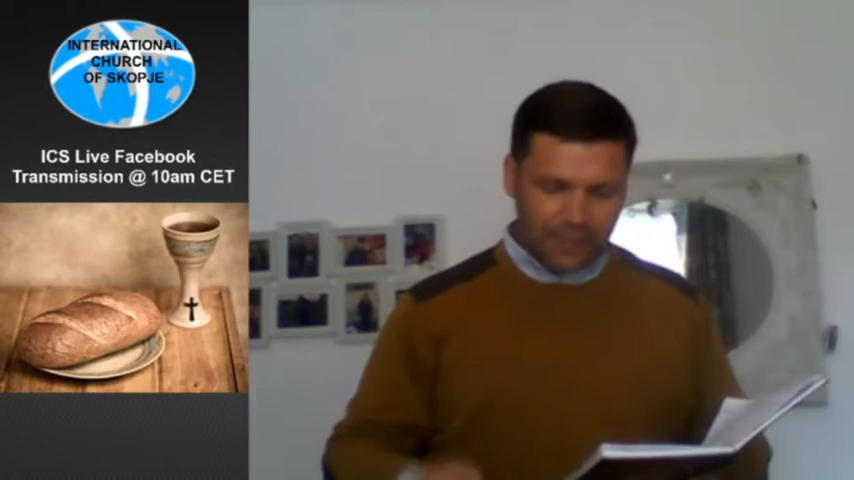 INTERNATIONAL
CHURCH
OF SKOPJE
ICS Live Facebook
Transmission @ 10am CET